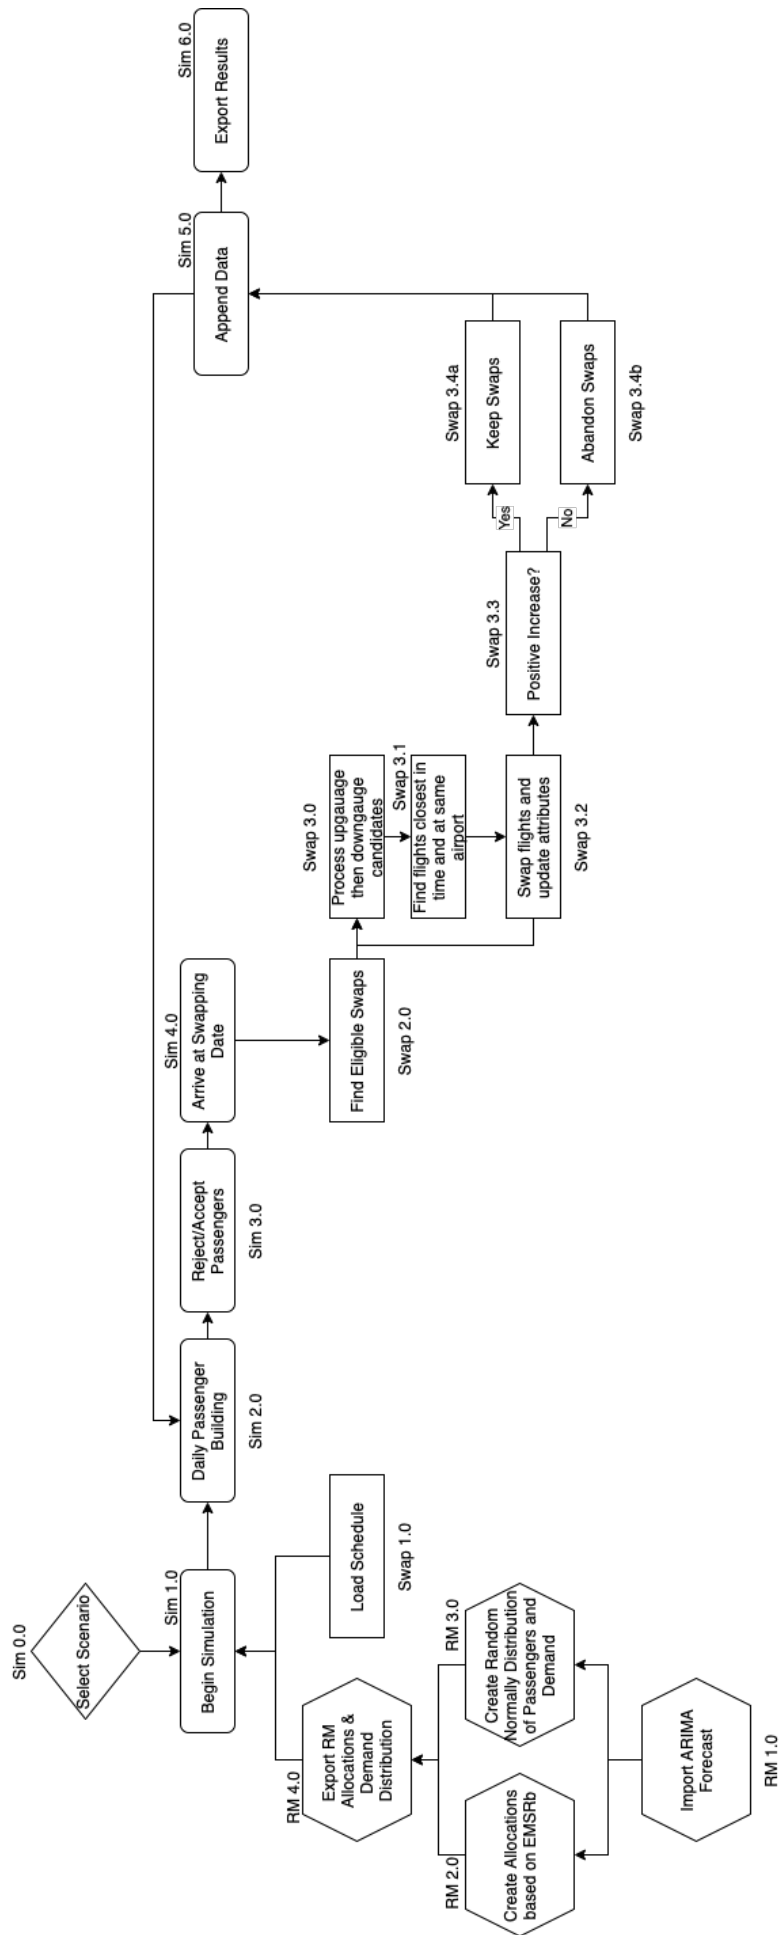 Sim 0.0
Select Scenario
Sim 1.0
Begin Simulation
Daily Passenger
Building
Sim 2.0
Reject/Accept
Passengers
Sim 3.0
Sim 4.0
Arrive at Swapping
Date
Sim 5.0
Append Data
Sim 6.0
Export Results
RM 4.0
Export RM
Allocations &
Demand
Distribution
Load Schedule
Swap 1.0
Find Eligible Swaps
Swap 2.0
Swap 3.0
Process upgauage
then downgauge
candidates
Swap 3.1
Find flights closest in
time and at same
airport
Swap flights and
update attributes
Swap 3.2
Swap 3.3
Positive Increase?
Yes
No
Swap 3.4a
Keep Swaps
Abandon Swaps
Swap 3.4b
RM 2.0
Create Allocations
based on EMSRb
RM 3.0
Create Random
Normally Distribution
of Passengers and
Demand
Import ARIMA
Forecast
RM 1.0